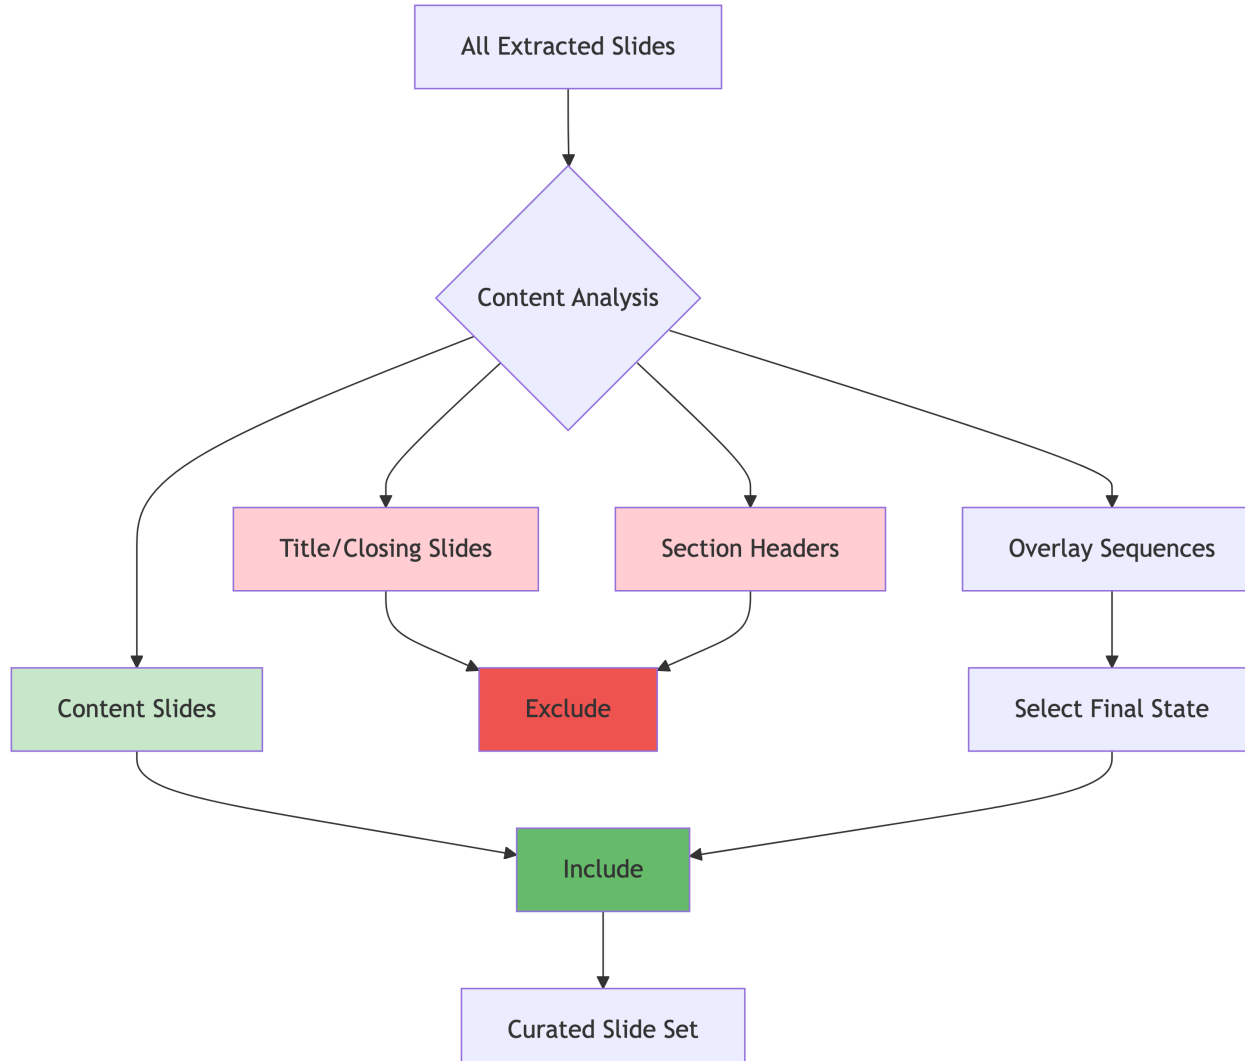 All Extracted Slides
Content Analysis
Title/Closing Slides
Section Headers
Overlay Sequences
Content Slides
Exclude
Select Final State
Include
Curated Slide Set